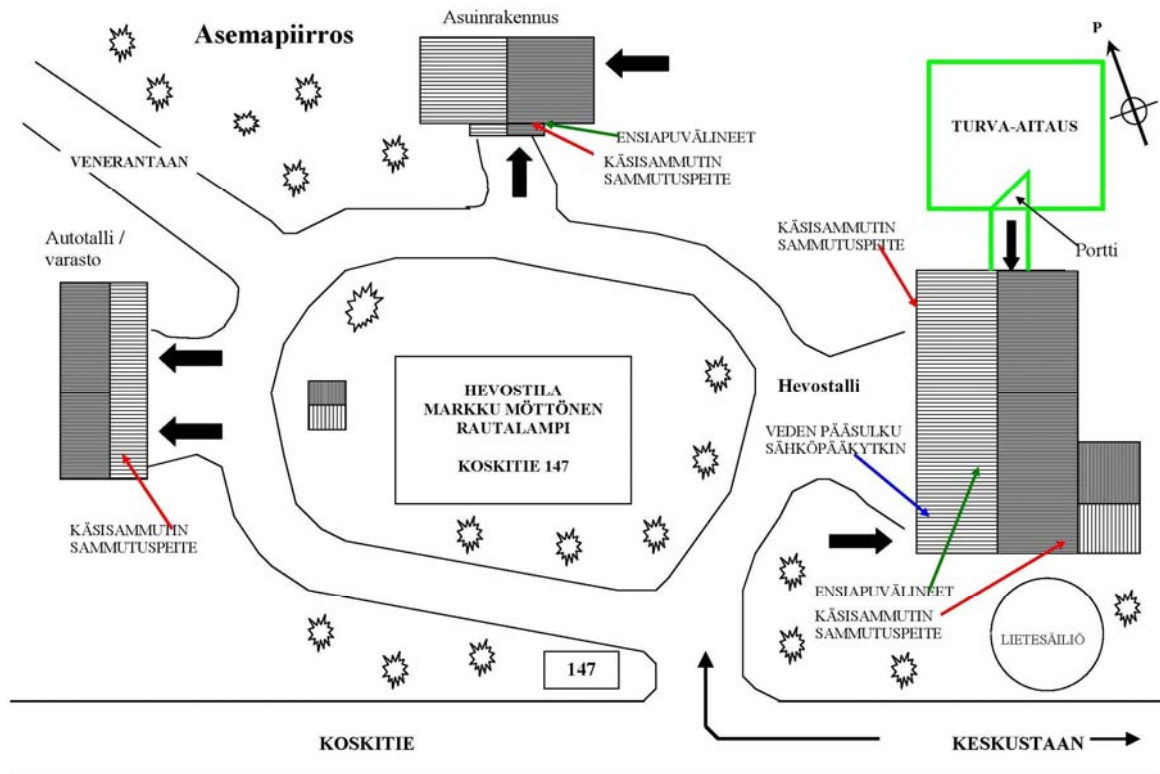 Asemapiirros
Asuinrakennus
P
ENSIAPUVÄLINEET
KÄSISAMMUTIN
SAMMUTUSPEITE
TURVA-AITAUS
VENERANTAAN
Autotalli /
varasto
KÄSISAMMUTIN
SAMMUTUSPEITE
Portti
HEVOSTILA
MARKKU MÖTTÖNEN
RAUTALAMPI
KOSKITIE 147
Hevostalli
VEDEN PÄÄSULKU
SÄHKÖPÄÄKYTKIN
KÄSISAMMUTIN
SAMMUTUSPEITE
ENSIAPUVÄLINEET
KÄSISAMMUTIN
SAMMUTUSPEITE
LIETESÄILIÖ
147
KOSKITIE
KESKUSTAAN